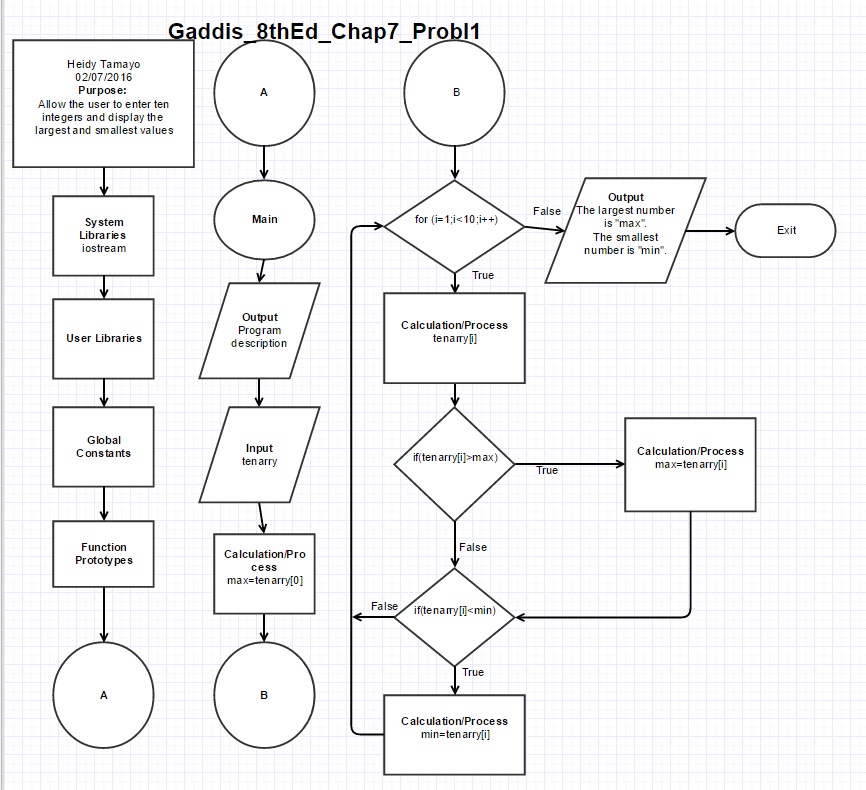 Gaddis_8thEd_Chap7_Probl1
Heidy Tamayo
02/07/2016
Purpose:
Allow the user to enter ten
integers and display the
largest and smallest values
System
Libraries
iostream
User Libraries
Global
Constants
Function
Prototypes
A
A
Main
Output
Program
description
Input
tenarry
Calculation/Pro
cess
max=tenarry[0]
B
B
for (i=1;i<10;i++)
False
Output
The largest number
is "max".
The smallest
number is "min".
Exit
True
Calculation/Process
tenarry[i]
if(tenarry[i]>max)
True
Calculation/Process
max=tenarry[i]
False
if(tenarry[i]<min)
False
True
Calculation/Process
min=tenarry[i]